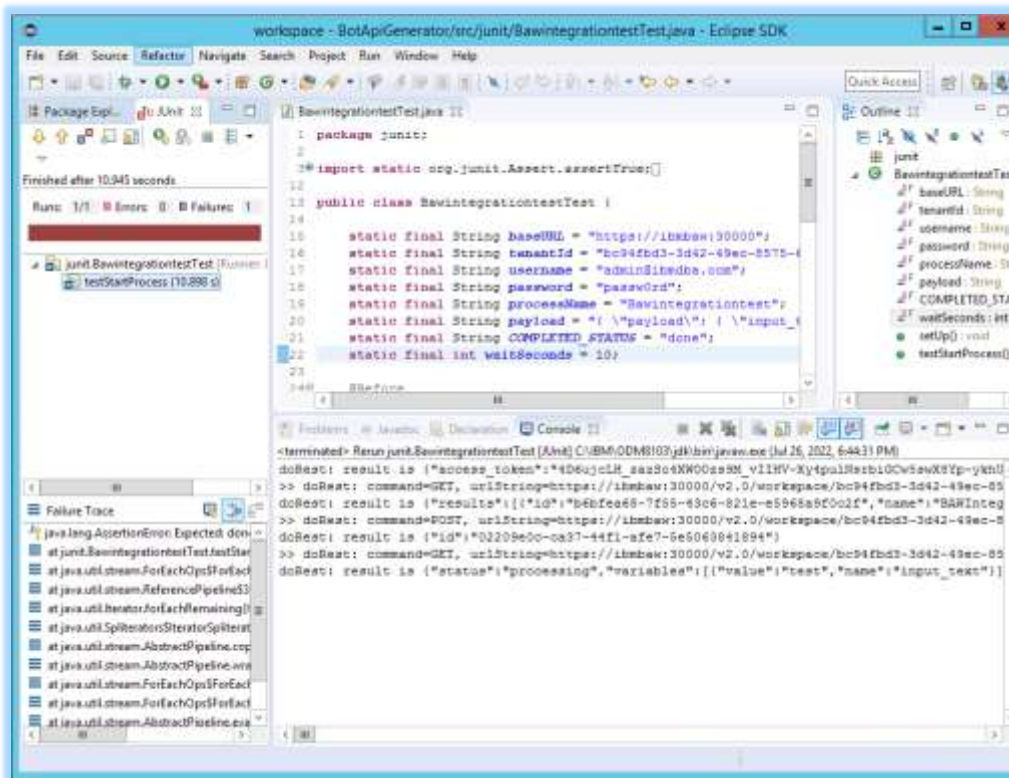 workspace - BotApiGenerator/src/junit/BawintegrationtestTest.java - Eclipse SDK
File Edit Source Refactor Navigate Search Project Run Window Help
Quick Access
Package Expl... JUnit
Finished after 10.945 seconds
Runs: 1/1 Errors: 0 Failures: 1
junit.BawintegrationtestTest [Runner:
testStartProcess (10.898 s)
Failure Trace
java.lang.AssertionError: Expected: don
at junit.BawintegrationtestTest.testStar
at java.util.stream.ForEachOps$ForEach
at java.util.stream.ReferencePipeline$3
at java.util.Iterator.forEachRemaining(
at java.util.Spliterators$IteratorSpliterat
at java.util.stream.AbstractPipeline.cop
at java.util.stream.AbstractPipeline.wra
at java.util.stream.ForEachOps$ForEach
at java.util.stream.ForEachOps$ForEach
at java.util.stream.AbstractPipeline.eva
BawintegrationtestTest.java
1 package junit;
2
3 import static org.junit.Assert.assertTrue;
12
13 public class BawintegrationtestTest {
14
15 static final String baseURL = "https://ibmbaw:30000";
16 static final String tenantId = "bc94fbd3-3d42-49ec-8575-
17 static final String username = "admin@ibmdba.com";
18 static final String password = "passw0rd";
19 static final String processName = "Bawintegrationtest";
20 static final String payload = "{ \"payload\": { \"input_
21 static final String COMPLETED_STATUS = "done";
22 static final int waitSeconds = 10;
23
24 @Before
Outline
junit
BawintegrationtestTes
baseURL : String
tenantId : String
username : String
password : String
processName : St
payload : String
COMPLETED_STA
waitSeconds : int
setUp() : void
testStartProcess()
Problems Javadoc Declaration Console
<terminated> Rerun junit.BawintegrationtestTest [JUnit] C:\IBM\ODM8103\jdk\bin\javaw.exe (Jul 26, 2022, 6:44:31 PM)
doRest: result is {"access_token":
>> doRest: command=GET, urlString=https://ibmbaw:30000/v2.0/workspace/bc94fbd3-3d42-49ec-85
doRest: result is {"results":[{"id":"b6bfea68-7f55-63c6-821e-e5968a9f0c2f","name":"BAWInteg
>> doRest: command=POST, urlString=https://ibmbaw:30000/v2.0/workspace/bc94fbd3-3d42-49ec-8
doRest: result is {"id":"02209e0c-ca37-44f1-afe7-5e5060841894"}
>> doRest: command=GET, urlString=https://ibmbaw:30000/v2.0/workspace/bc94fbd3-3d42-49ec-85
doRest: result is {"status":"processing","variables":[{"value":"test","name":"input_text"}]